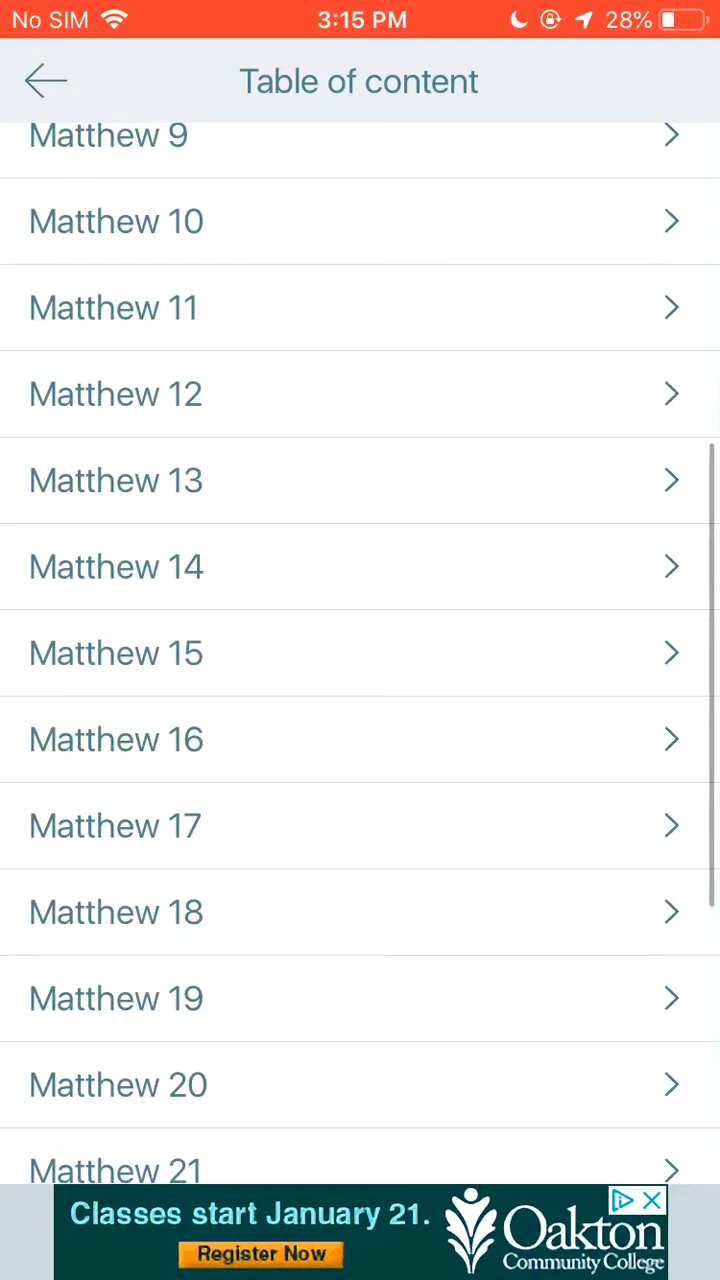 No SIM 3:15 PM 28%
Table of content
Matthew 9
Matthew 10
Matthew 11
Matthew 12
Matthew 13
Matthew 14
Matthew 15
Matthew 16
Matthew 17
Matthew 18
Matthew 19
Matthew 20
Matthew 21
Classes start January 21.
Register Now
Oakton
Community College